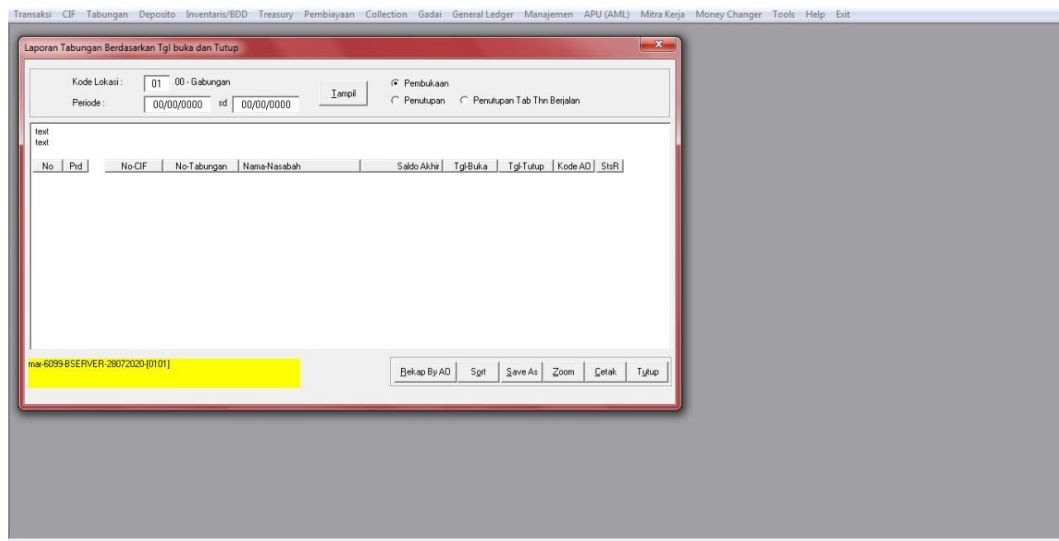 Transaksi CIF Tabungan Deposito Inventaris/BDD Treasury Pembiayaan Collection Gadai General Ledger Manajemen APU (AML) Mitra Kerja Money Changer Tools Help Exit
Laporan Tabungan Berdasarkan Tgl buka dan Tutup
Kode Lokasi : 01 00 - Gabungan Tampil Pembukaan
Periode : 00/00/0000 sd 00/00/0000 Penutupan Penutupan Tab Thn Berjalan
text
text
No Prd No-CIF No-Tabungan Nama-Nasabah Saldo Akhir Tgl-Buka Tgl-Tutup Kode AO StsR
mar-6099-BSERVER-28072020-[0101]
Rekap By AO Sort Save As Zoom Cetak Tutup